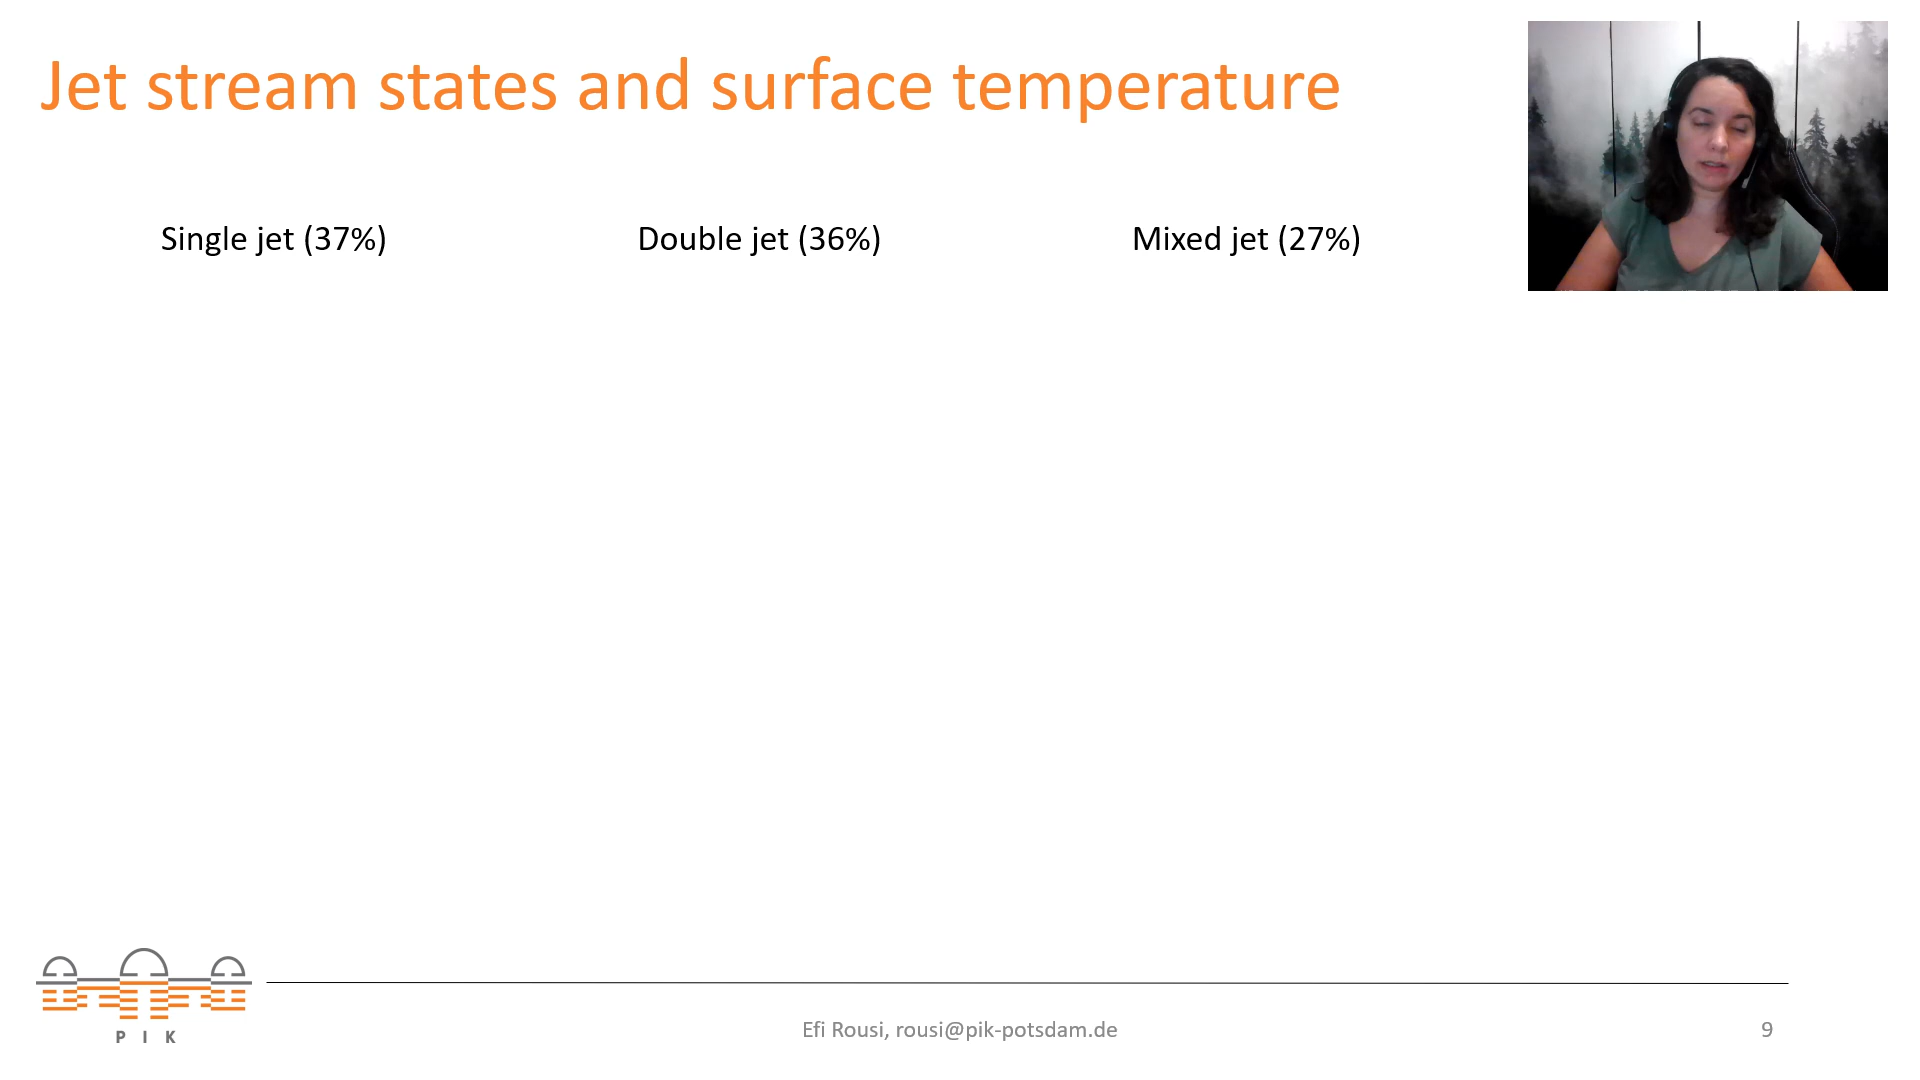 Jet stream states and surface temperature
Single jet (37%)
Double jet (36%)
Mixed jet (27%)
P I K
Efi Rousi, rousi@pik-potsdam.de
9